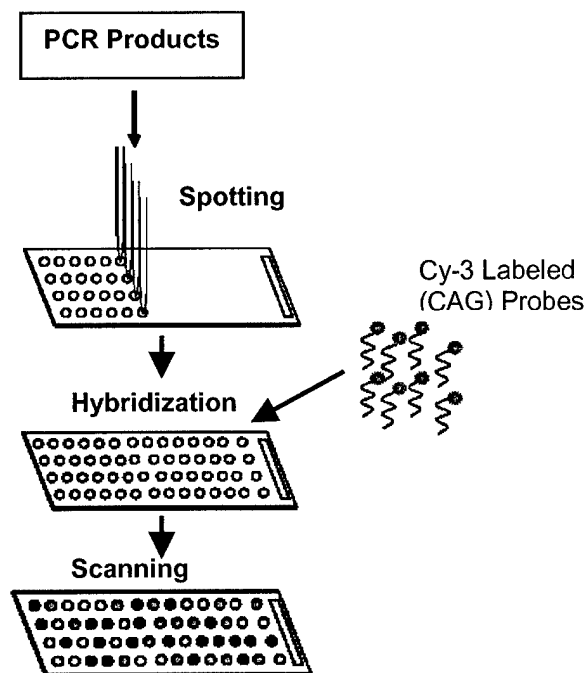 PCR Products
Spotting
Cy-3 Labeled
(CAG) Probes
Hybridization
Scanning